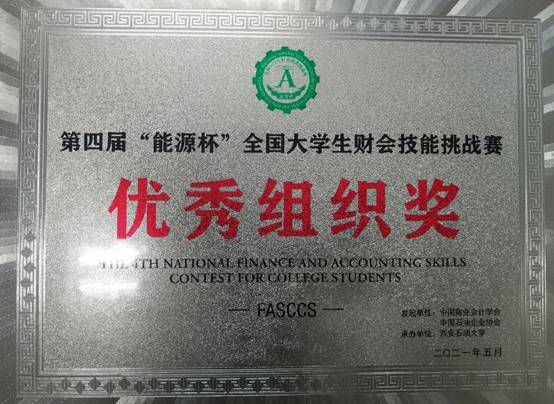 A
第四届“能源杯”全国大学生财会技能挑战赛
优秀组织奖
THE 4TH NATIONAL FINANCE AND ACCOUNTING SKILLS
CONTEST FOR COLLEGE STUDENTS
— FASCCS —
发起单位：中国商业会计学会
中国石油企业协会
承办单位：西安石油大学
二〇二一年五月